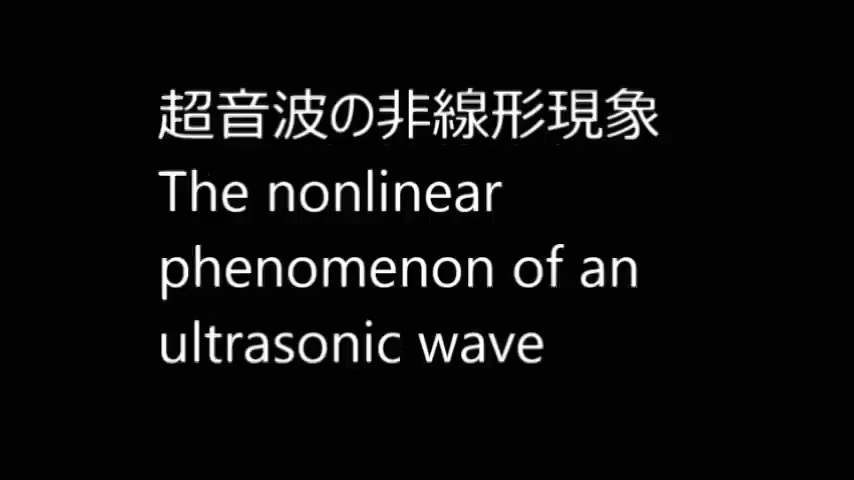 超音波の非線形現象
The nonlinear
phenomenon of an
ultrasonic wave